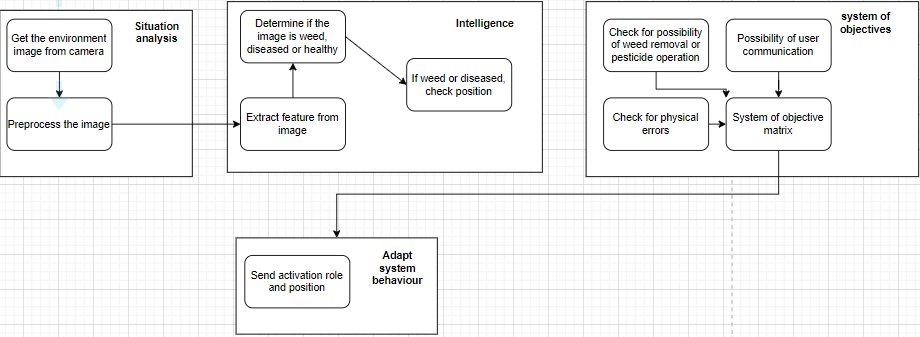 Situation
analysis
Get the environment
image from camera
Preprocess the image
Intelligence
Determine if the
image is weed,
diseased or healthy
If weed or diseased,
check position
Extract feature from
image
system of
objectives
Check for possibility
of weed removal or
pesticide operation
Possibility of user
communication
Check for physical
errors
System of objective
matrix
Adapt
system
behaviour
Send activation role
and position